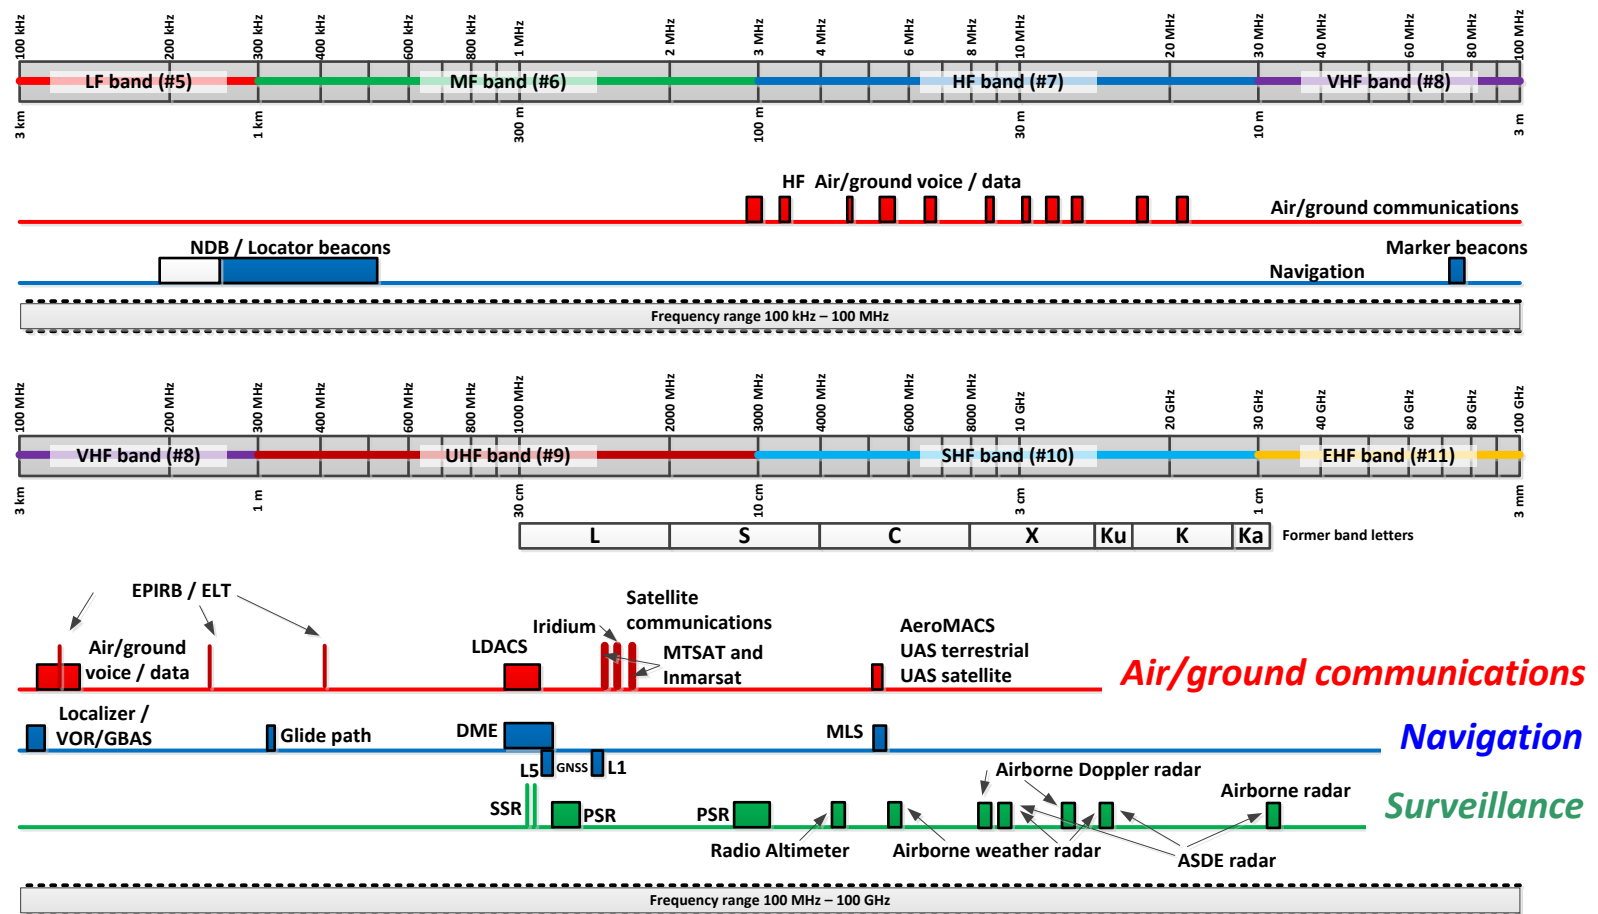 100 kHz
200 kHz
300 kHz
400 kHz
600 kHz
800 kHz
1 MHz
2 MHz
3 MHz
4 MHz
6 MHz
8 MHz
10 MHz
20 MHz
30 MHz
40 MHz
60 MHz
80 MHz
100 MHz
LF band (#5)
MF band (#6)
HF band (#7)
VHF band (#8)
3 km
1 km
300 m
100 m
30 m
10 m
3 m
HF Air/ground voice / data
Air/ground communications
NDB / Locator beacons
Marker beacons
Navigation
Frequency range 100 kHz – 100 MHz
100 MHz
200 MHz
300 MHz
400 MHz
600 MHz
800 MHz
1000 MHz
2000 MHz
3000 MHz
4000 MHz
6000 MHz
8000 MHz
10 GHz
20 GHz
30 GHz
40 GHz
60 GHz
80 GHz
100 GHz
VHF band (#8)
UHF band (#9)
SHF band (#10)
EHF band (#11)
3 km
1 m
30 cm
10 cm
3 cm
1 cm
3 mm
L
S
C
X
Ku
K
Ka
Former band letters
EPIRB / ELT
Air/ground
voice / data
LDACS
Iridium
Satellite
communications
MTSAT and
Inmarsat
AeroMACS
UAS terrestrial
UAS satellite
Air/ground communications
Localizer /
VOR/GBAS
Glide path
DME
MLS
Navigation
L5
GNSS
L1
Airborne Doppler radar
Airborne radar
SSR
PSR
PSR
Surveillance
Radio Altimeter
Airborne weather radar
ASDE radar
Frequency range 100 MHz – 100 GHz